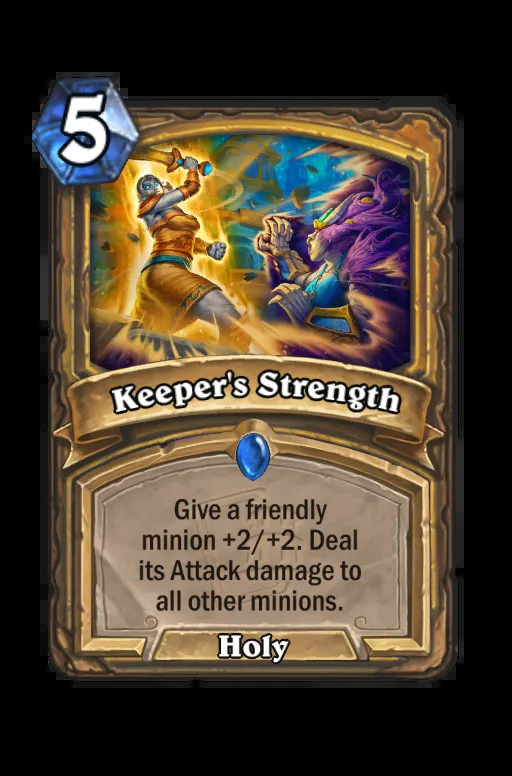 5
Keeper's Strength
Give a friendly
minion +2/+2. Deal
its Attack damage to
all other minions.
Holy